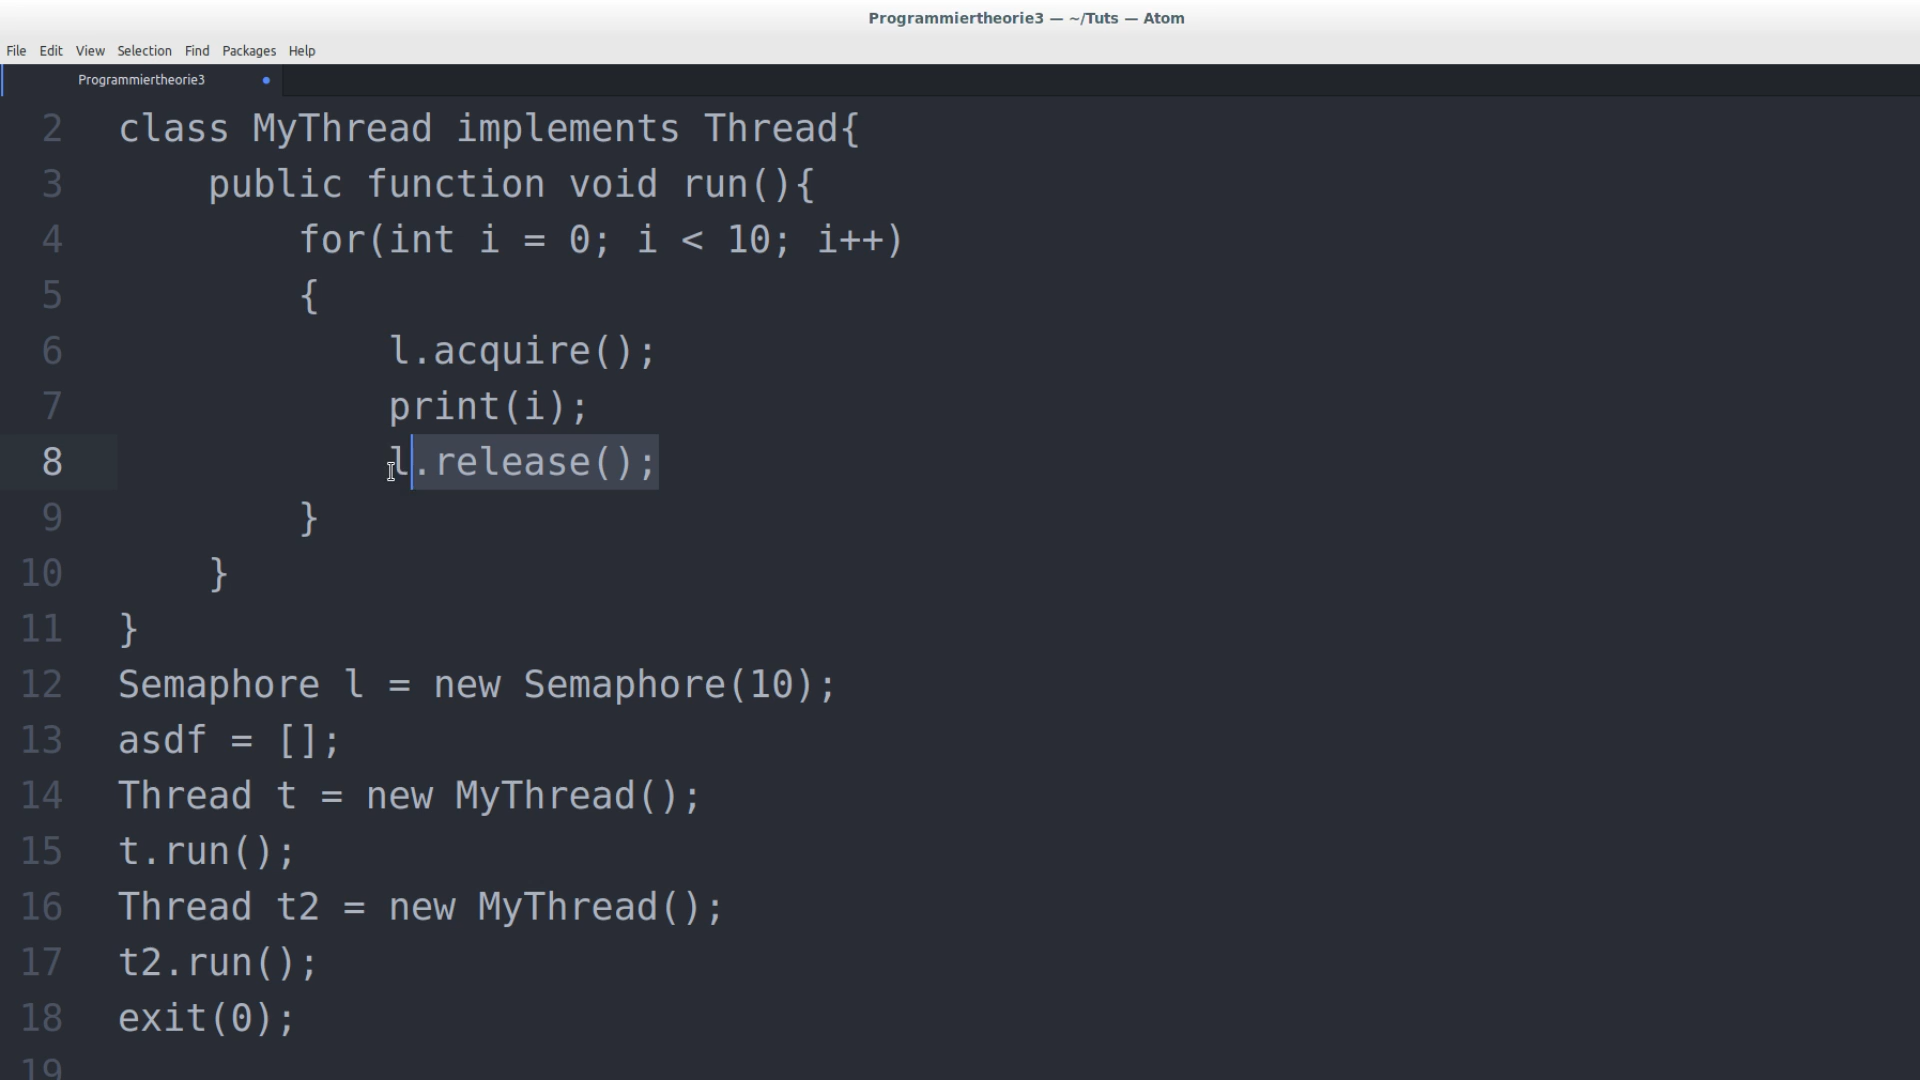 Programmiertheorie3 — ~/Tuts — Atom
File Edit View Selection Find Packages Help
Programmiertheorie3
2 class MyThread implements Thread{
3 public function void run(){
4 for(int i = 0; i < 10; i++)
5 {
6 l.acquire();
7 print(i);
8 l.release();
9 }
10 }
11 }
12 Semaphore l = new Semaphore(10);
13 asdf = [];
14 Thread t = new MyThread();
15 t.run();
16 Thread t2 = new MyThread();
17 t2.run();
18 exit(0);
19